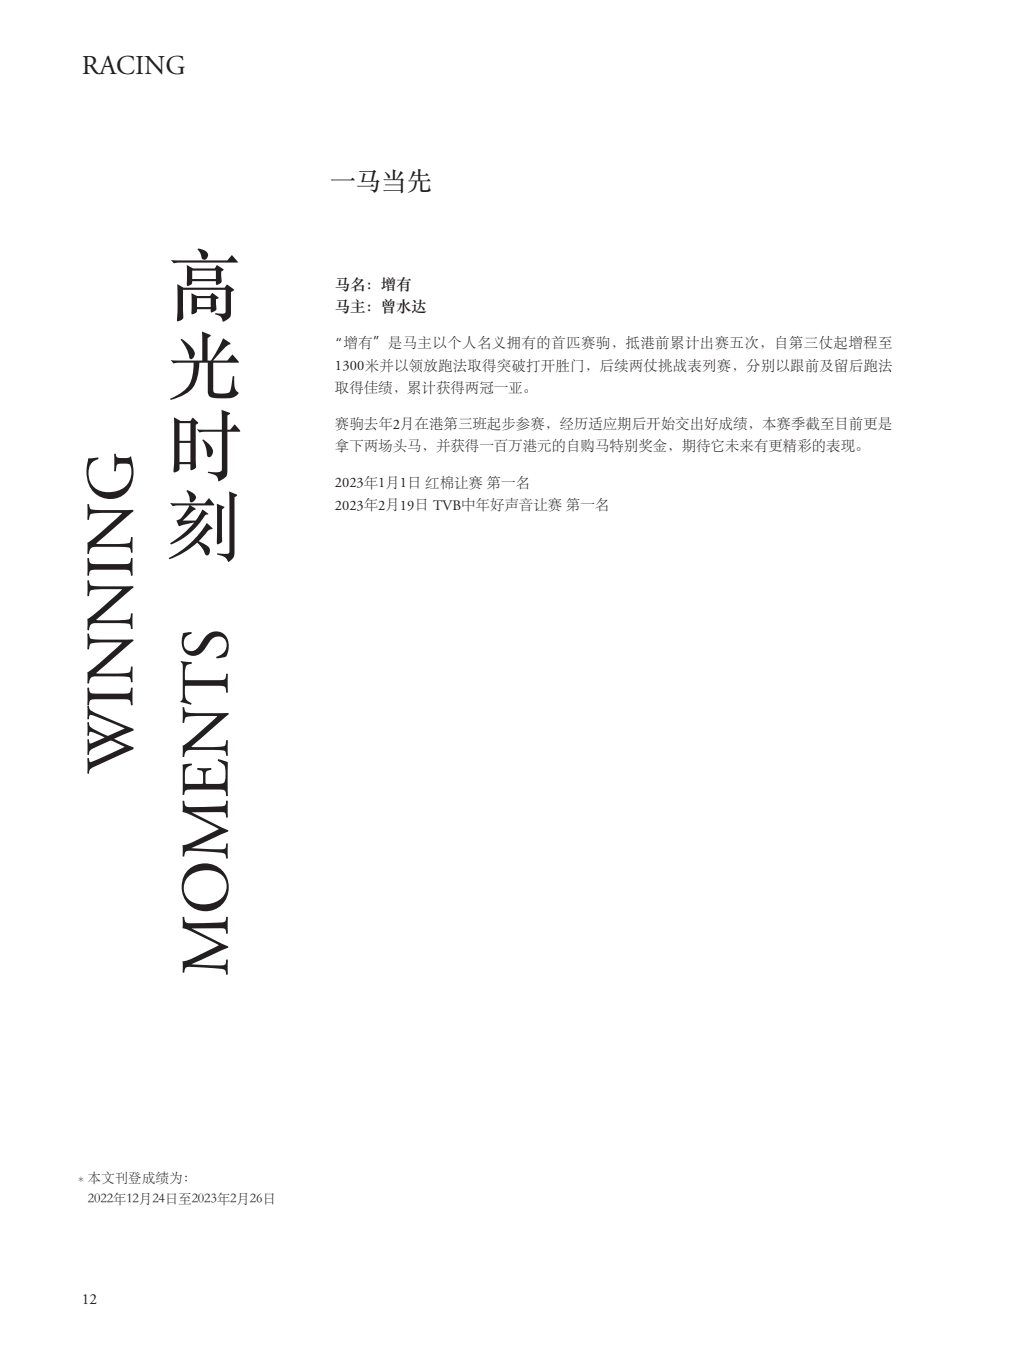 RACING
一马当先
高光时刻
WINNING
MOMENTS
马名：增有
马主：曾水达
“增有”是马主以个人名义拥有的首匹赛驹，抵港前累计出赛五次，自第三仗起增程至
1300米并以领放跑法取得突破打开胜门，后续两仗挑战表列赛，分别以跟前及留后跑法
取得佳绩，累计获得两冠一亚。
赛驹去年2月在港第三班起步参赛，经历适应期后开始交出好成绩，本赛季截至目前更是
拿下两场头马，并获得一百万港元的自购马特别奖金，期待它未来有更精彩的表现。
2023年1月1日 红棉让赛 第一名
2023年2月19日 TVB中年好声音让赛 第一名
* 本文刊登成绩为：
2022年12月24日至2023年2月26日
12